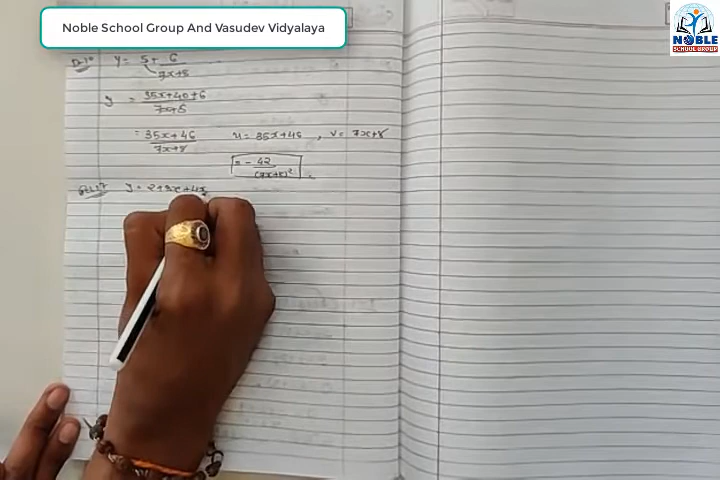 Noble School Group And Vasudev Vidyalaya
NOBLE
SCHOOL GROUP
y = 5 + 6
7x+8
y = 35x+40+6
7x+8
= 35x+46 u = 35x+46 , v = 7x+8
7x+8
= - 42
(7x+8)²
y = 2+3x+4x